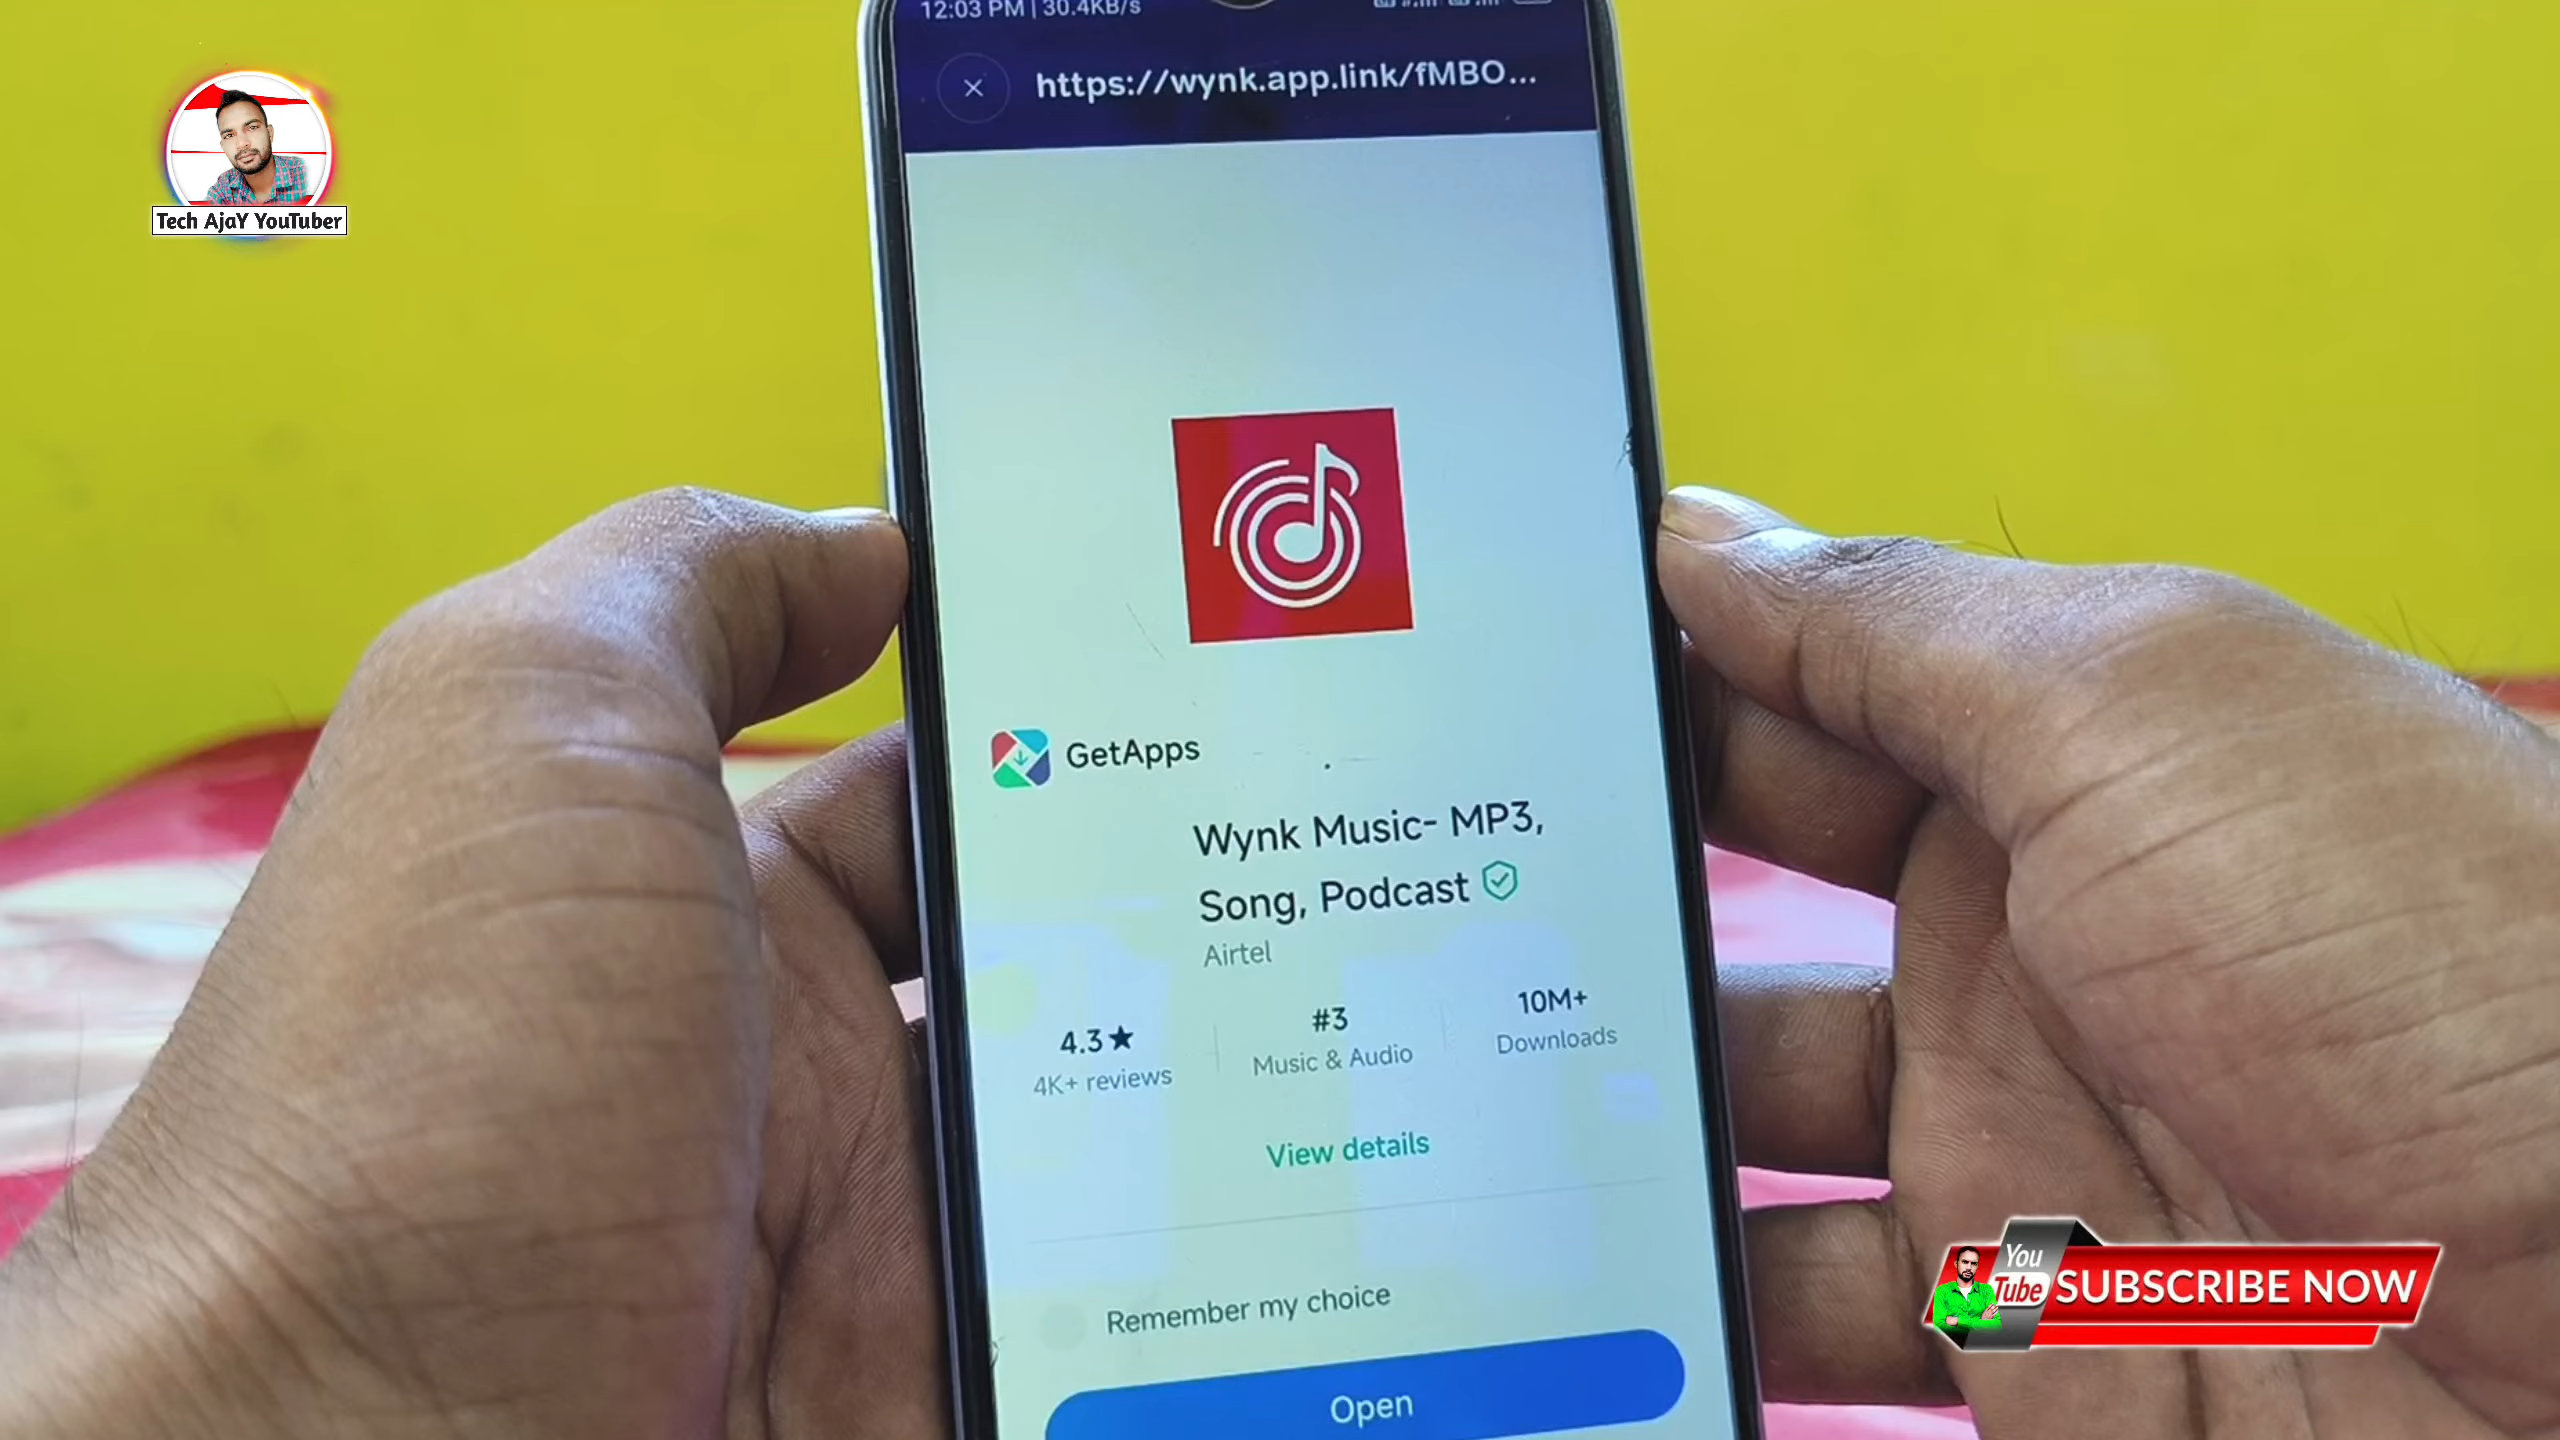 12:03 PM | 30.4KB/s
https://wynk.app.link/fMBO...
Tech AjaY YouTuber
GetApps
Wynk Music- MP3,
Song, Podcast
Airtel
4.3★
4K+ reviews
#3
Music & Audio
10M+
Downloads
View details
Remember my choice
Open
You
Tube
SUBSCRIBE NOW